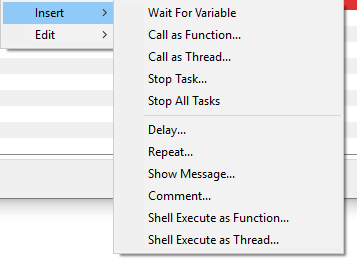 Insert
Edit
Wait For Variable
Call as Function...
Call as Thread...
Stop Task...
Stop All Tasks
Delay...
Repeat...
Show Message...
Comment...
Shell Execute as Function...
Shell Execute as Thread...